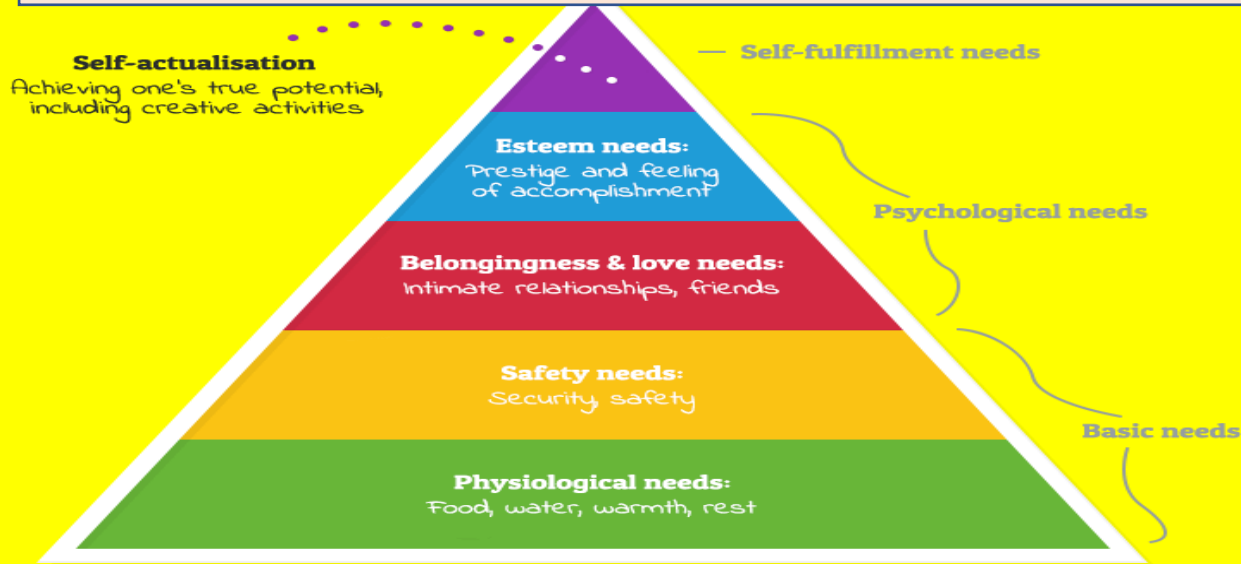 Self-actualisation
Achieving one's true potential,
including creative activities
Self-fulfillment needs
Esteem needs:
Prestige and feeling
of accomplishment
Psychological needs
Belongingness & love needs:
Intimate relationships, friends
Safety needs:
Security, safety
Basic needs
Physiological needs:
Food, water, warmth, rest